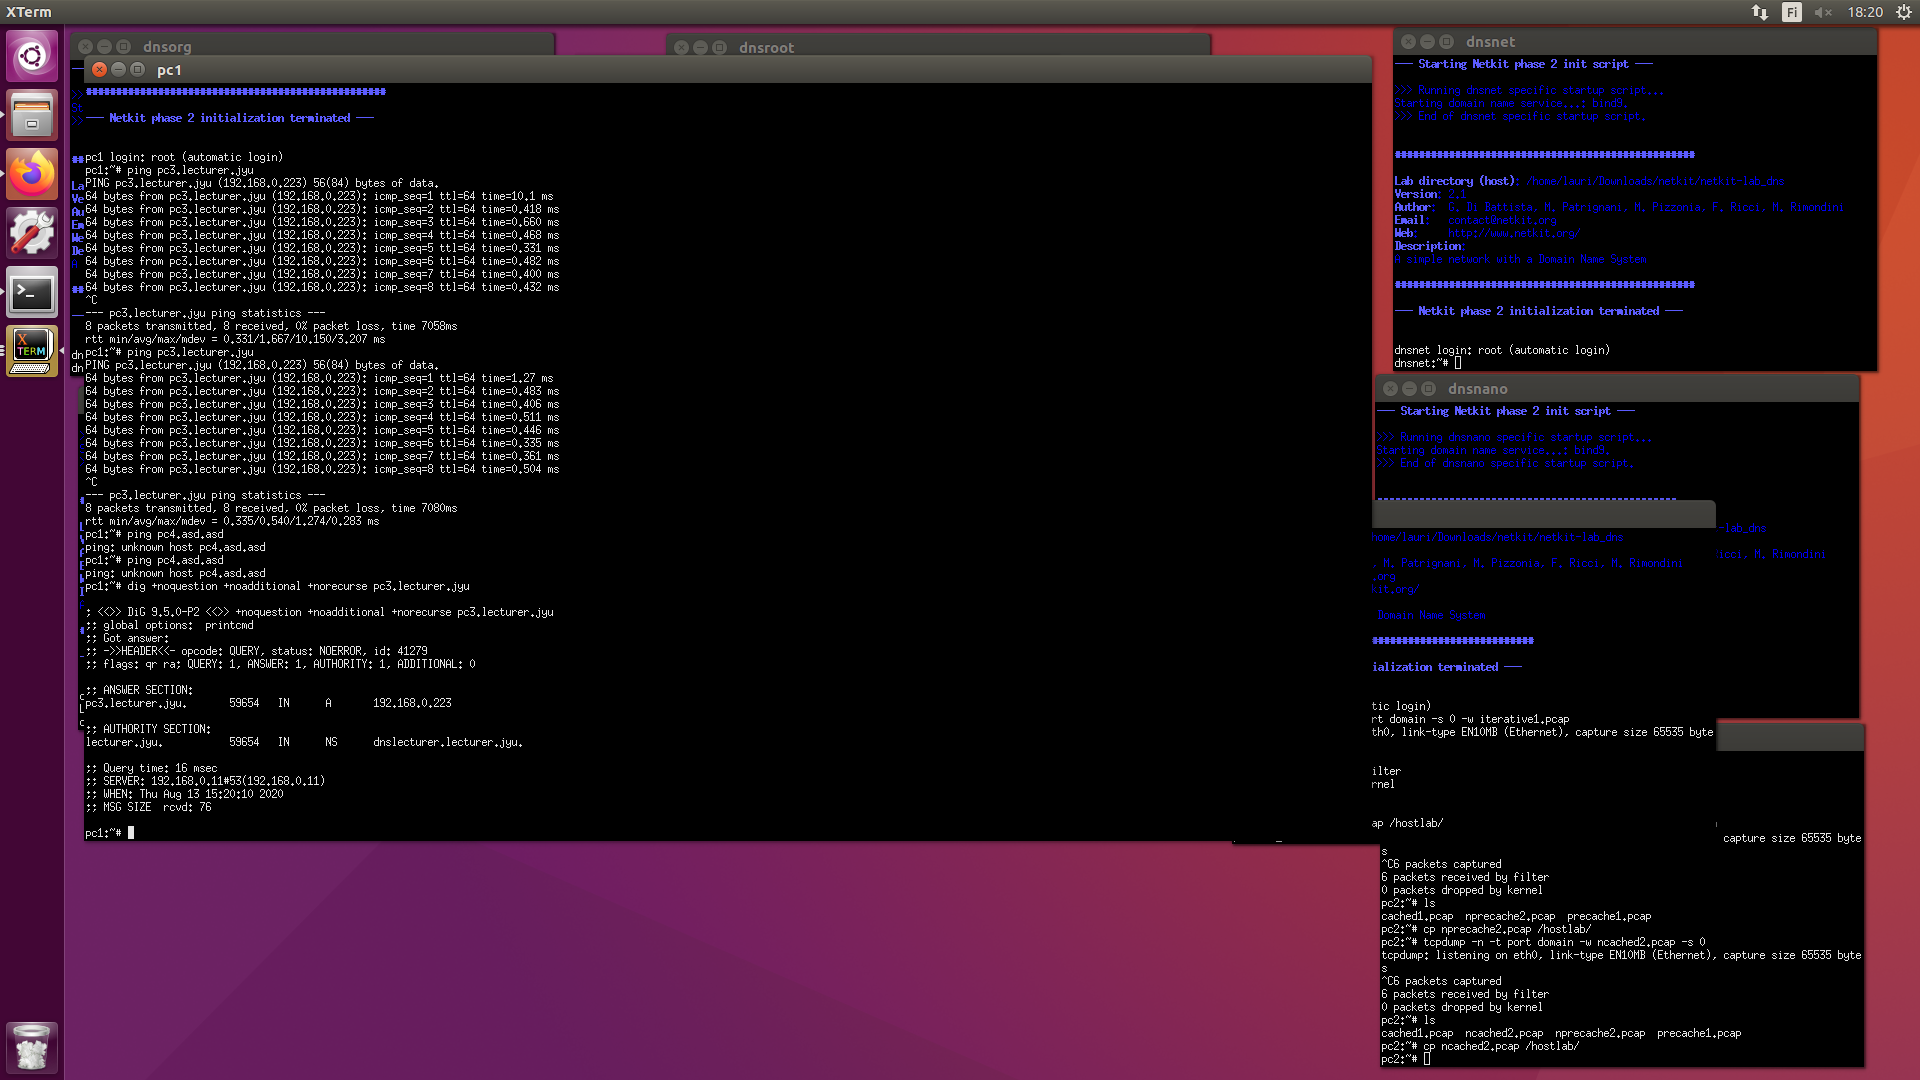 XTerm
Fi
18:20
dnsorg
dnsroot
pc1
################################################## 
--- Netkit phase 2 initialization terminated ---
pc1 login: root (automatic login)
pc1:~# ping pc3.lecturer.jyu
PING pc3.lecturer.jyu (192.168.0.223) 56(84) bytes of data.
64 bytes from pc3.lecturer.jyu (192.168.0.223): icmp_seq=1 ttl=64 time=10.1 ms
64 bytes from pc3.lecturer.jyu (192.168.0.223): icmp_seq=2 ttl=64 time=0.418 ms
64 bytes from pc3.lecturer.jyu (192.168.0.223): icmp_seq=3 ttl=64 time=0.660 ms
64 bytes from pc3.lecturer.jyu (192.168.0.223): icmp_seq=4 ttl=64 time=0.468 ms
64 bytes from pc3.lecturer.jyu (192.168.0.223): icmp_seq=5 ttl=64 time=0.331 ms
64 bytes from pc3.lecturer.jyu (192.168.0.223): icmp_seq=6 ttl=64 time=0.482 ms
64 bytes from pc3.lecturer.jyu (192.168.0.223): icmp_seq=7 ttl=64 time=0.400 ms
64 bytes from pc3.lecturer.jyu (192.168.0.223): icmp_seq=8 ttl=64 time=0.432 ms
^C
--- pc3.lecturer.jyu ping statistics ---
8 packets transmitted, 8 received, 0% packet loss, time 7058ms
rtt min/avg/max/mdev = 0.331/1.667/10.150/3.207 ms
pc1:~# ping pc3.lecturer.jyu
PING pc3.lecturer.jyu (192.168.0.223) 56(84) bytes of data.
64 bytes from pc3.lecturer.jyu (192.168.0.223): icmp_seq=1 ttl=64 time=1.27 ms
64 bytes from pc3.lecturer.jyu (192.168.0.223): icmp_seq=2 ttl=64 time=0.483 ms
64 bytes from pc3.lecturer.jyu (192.168.0.223): icmp_seq=3 ttl=64 time=0.406 ms
64 bytes from pc3.lecturer.jyu (192.168.0.223): icmp_seq=4 ttl=64 time=0.511 ms
64 bytes from pc3.lecturer.jyu (192.168.0.223): icmp_seq=5 ttl=64 time=0.446 ms
64 bytes from pc3.lecturer.jyu (192.168.0.223): icmp_seq=6 ttl=64 time=0.335 ms
64 bytes from pc3.lecturer.jyu (192.168.0.223): icmp_seq=7 ttl=64 time=0.361 ms
64 bytes from pc3.lecturer.jyu (192.168.0.223): icmp_seq=8 ttl=64 time=0.504 ms
^C
--- pc3.lecturer.jyu ping statistics ---
8 packets transmitted, 8 received, 0% packet loss, time 7080ms
rtt min/avg/max/mdev = 0.335/0.540/1.274/0.283 ms
pc1:~# ping pc4.asd.asd
ping: unknown host pc4.asd.asd
pc1:~# ping pc4.asd.asd
ping: unknown host pc4.asd.asd
pc1:~# dig +noquestion +noadditional +norecurse pc3.lecturer.jyu
; <<>> DiG 9.5.0-P2 <<>> +noquestion +noadditional +norecurse pc3.lecturer.jyu
;; global options:  printcmd
;; Got answer:
;; ->>HEADER<<- opcode: QUERY, status: NOERROR, id: 41279
;; flags: qr ra; QUERY: 1, ANSWER: 1, AUTHORITY: 1, ADDITIONAL: 0
;; ANSWER SECTION:
pc3.lecturer.jyu. 59654 IN A 192.168.0.223
;; AUTHORITY SECTION:
lecturer.jyu. 59654 IN NS dnslecturer.lecturer.jyu.
;; Query time: 16 msec
;; SERVER: 192.168.0.11#53(192.168.0.11)
;; WHEN: Thu Aug 13 15:20:10 2020
;; MSG SIZE  rcvd: 76
pc1:~#
dnsnet
--- Starting Netkit phase 2 init script ---
>>> Running dnsnet specific startup script...
Starting domain name service...: bind9.
>>> End of dnsnet specific startup script.
##################################################
Lab directory (host): /home/lauri/Downloads/netkit/netkit-lab_dns
Version: 2.1
Author: G. Di Battista, M. Patrignani, M. Pizzonia, F. Ricci, M. Rimondini
Email: contact@netkit.org
Web: http://www.netkit.org/
Description:
A simple network with a Domain Name System
##################################################
--- Netkit phase 2 initialization terminated ---
dnsnet login: root (automatic login)
dnsnet:~#
dnsnano
--- Starting Netkit phase 2 init script ---
>>> Running dnsnano specific startup script...
Starting domain name service...: bind9.
>>> End of dnsnano specific startup script.
-lab_dns
icci, M. Rimondini
home/lauri/Downloads/netkit/netkit-lab_dns
, M. Patrignani, M. Pizzonia, F. Ricci, M. Rimondini
.org
kit.org/
Domain Name System
###########################
ialization terminated ---
tic login)
rt domain -s 0 -w iterative1.pcap
th0, link-type EN10MB (Ethernet), capture size 65535 byte
ilter
rnel
ap /hostlab/
capture size 65535 byte
s
^C6 packets captured
6 packets received by filter
0 packets dropped by kernel
pc2:~# ls
cached1.pcap  nprecache2.pcap  precache1.pcap
pc2:~# cp nprecache2.pcap /hostlab/
pc2:~# tcpdump -n -t port domain -w ncached2.pcap -s 0
tcpdump: listening on eth0, link-type EN10MB (Ethernet), capture size 65535 byte
s
^C6 packets captured
6 packets received by filter
0 packets dropped by kernel
pc2:~# ls
cached1.pcap  ncached2.pcap  nprecache2.pcap  precache1.pcap
pc2:~# cp ncached2.pcap /hostlab/
pc2:~#